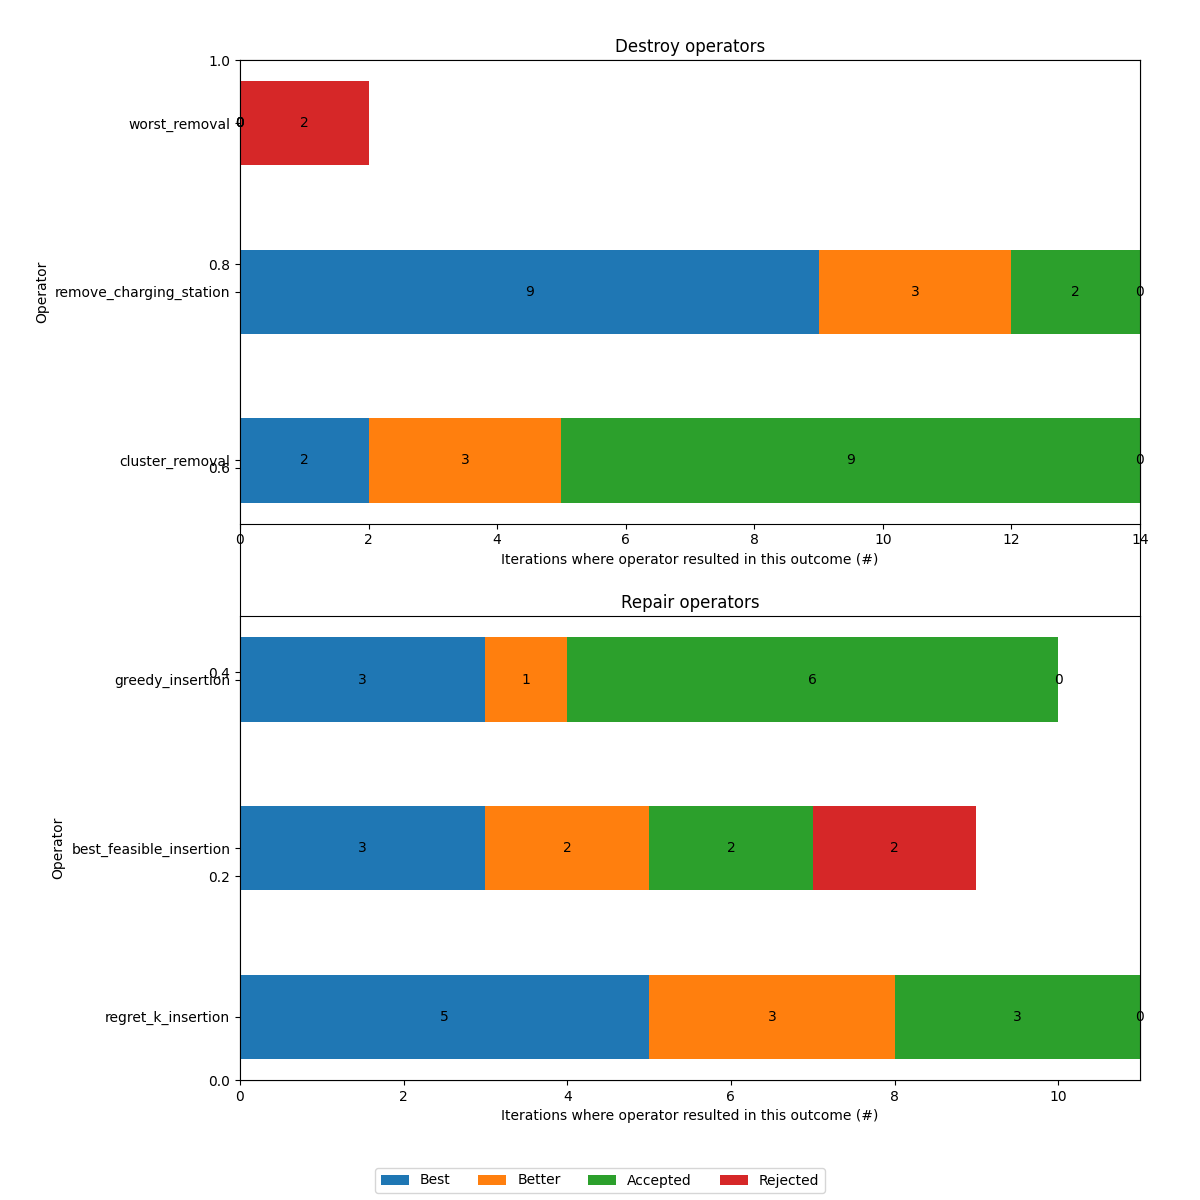 Destroy operators
1.0
worst_removal 0 2
0.8
Operator
remove_charging_station 9 3 2 0
cluster_removal 2 3 9 0
0.6
0 2 4 6 8 10 12 14
Iterations where operator resulted in this outcome (#)
Repair operators
0.4
greedy_insertion 3 1 6 0
Operator
best_feasible_insertion 3 2 2 2
0.2
regret_k_insertion 5 3 3 0
0.0
0 2 4 6 8 10
Iterations where operator resulted in this outcome (#)
Best Better Accepted Rejected